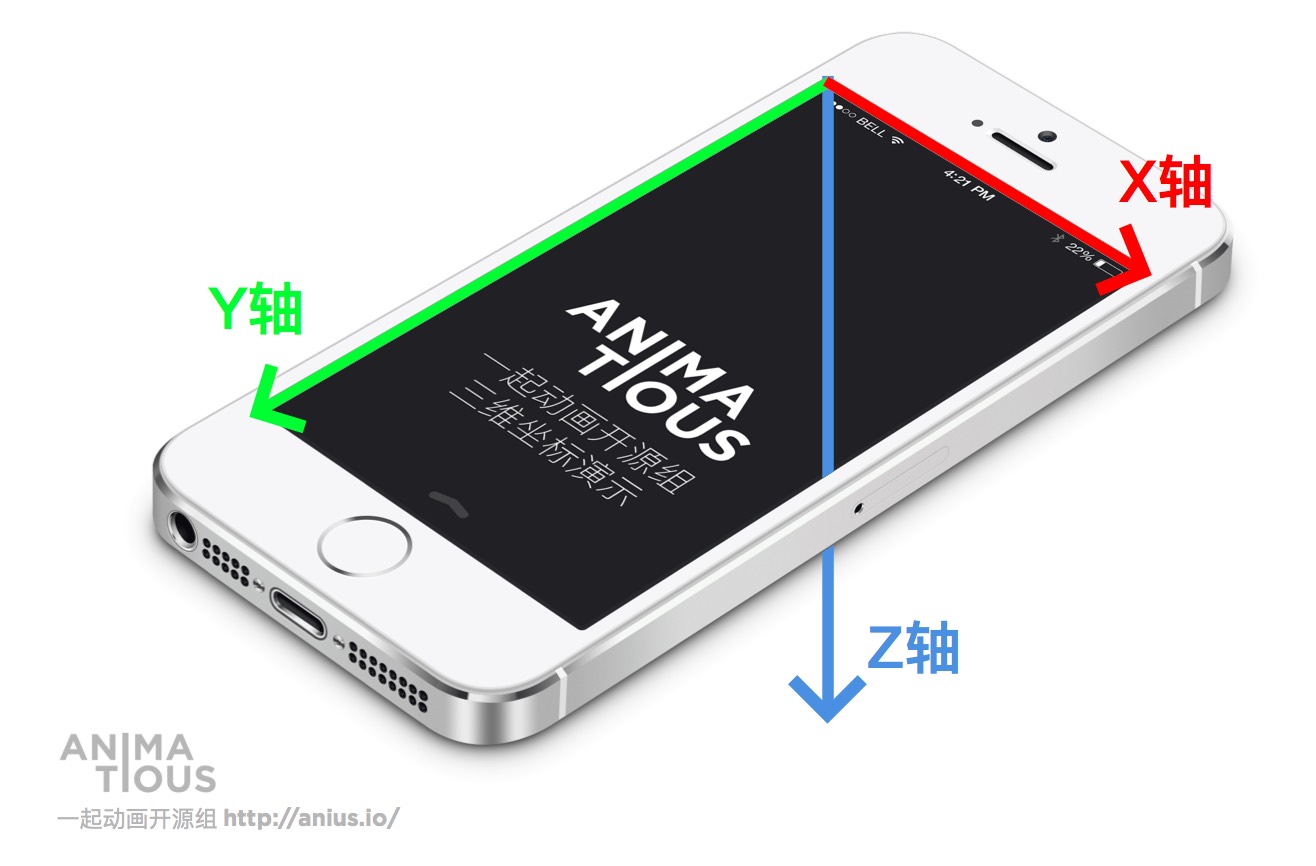 BELL
4:21 PM
22%
X轴
Y轴
ANIMA
TIOUS
一起动画开源组
三维坐标演示
Z轴
ANIMA
TIOUS
一起动画开源组 http://anius.io/